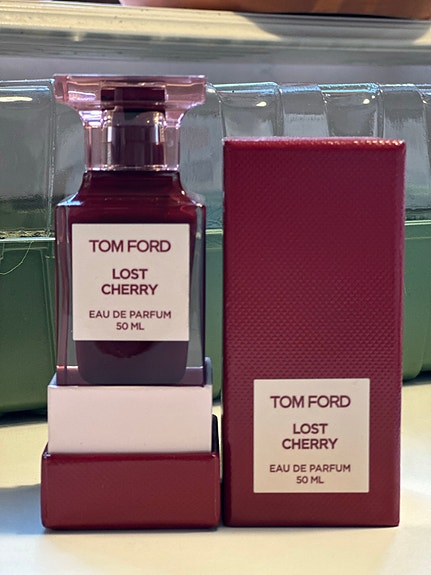 TOM FORD
LOST
CHERRY
EAU DE PARFUM
50 ML
TOM FORD
LOST
CHERRY
EAU DE PARFUM
50 ML